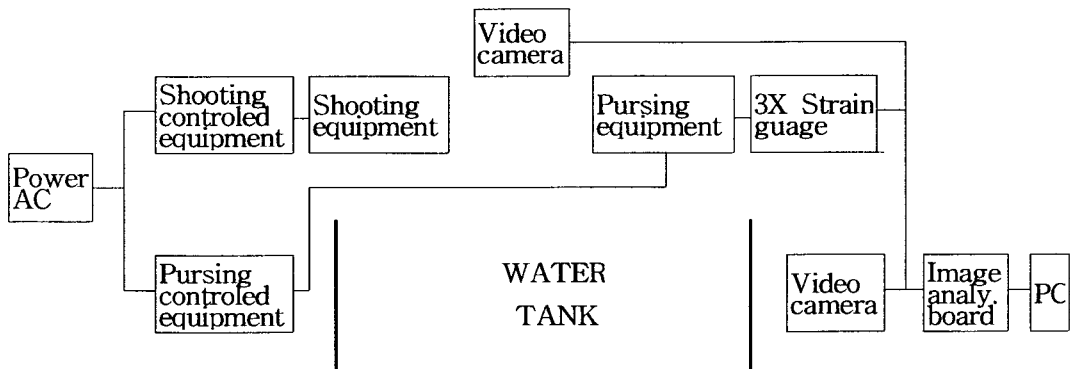 Video
camera
Shooting
controled
equipment
Shooting
equipment
Pursing
equipment
3X Strain
guage
Power
AC
Pursing
controled
equipment
WATER
TANK
Video
camera
Image
analy.
board
PC